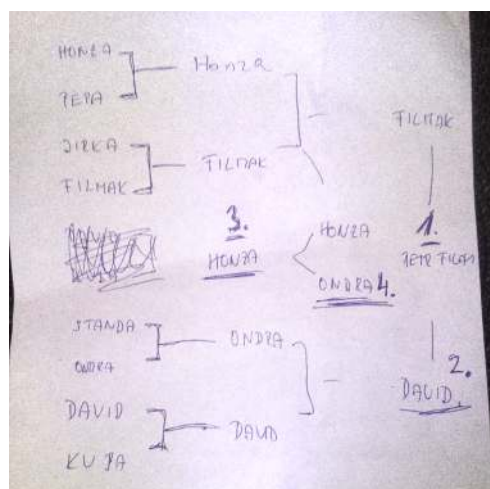 HONZA
Honza
PEPA
FILMAK
JIRKA
FILMAK
FILMAK
3.
HONZA
1.
HONZA
PETR
ONDRA 4.
STANDA
ONDRA
ONDRA
2.
DAVID
DAVID.
DAVID
KUBA